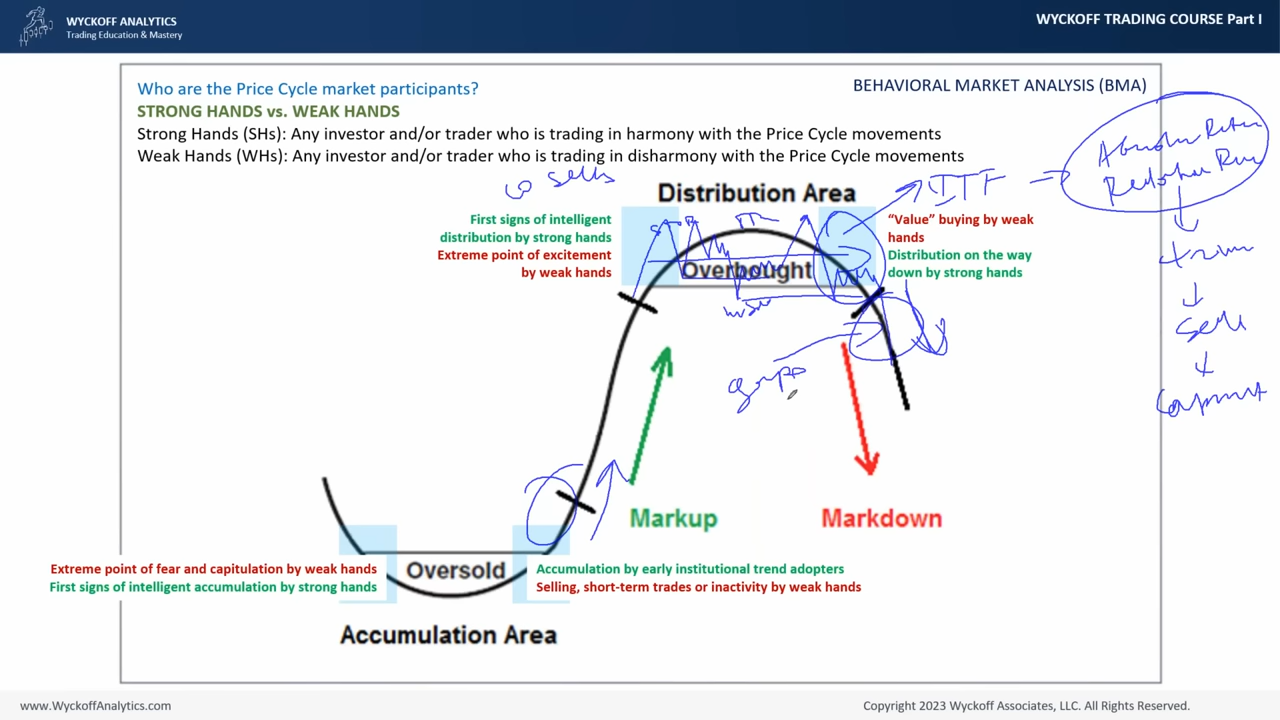 WYCKOFF ANALYTICS
Trading Education & Mastery
WYCKOFF TRADING COURSE Part I
Who are the Price Cycle market participants?
BEHAVIORAL MARKET ANALYSIS (BMA)
STRONG HANDS vs. WEAK HANDS
Strong Hands (SHs): Any investor and/or trader who is trading in harmony with the Price Cycle movements
Weak Hands (WHs): Any investor and/or trader who is trading in disharmony with the Price Cycle movements
sells
Distribution Area
First signs of intelligent
distribution by strong hands
Extreme point of excitement
by weak hands
"Value" buying by weak
hands
Distribution on the way
down by strong hands
Overbought
Sell
Markup
Markdown
Extreme point of fear and capitulation by weak hands
First signs of intelligent accumulation by strong hands
Oversold
Accumulation by early institutional trend adopters
Selling, short-term trades or inactivity by weak hands
Accumulation Area
www.WyckoffAnalytics.com
Copyright 2023 Wyckoff Associates, LLC. All Rights Reserved.